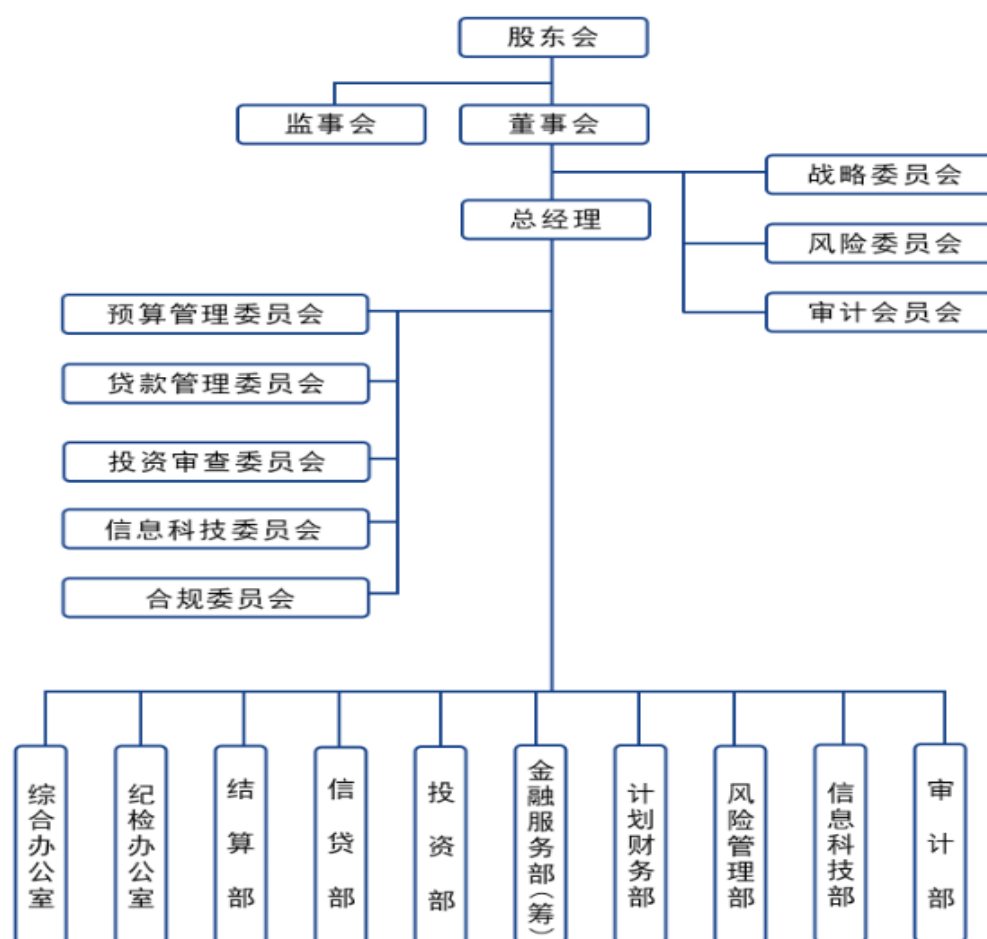 股东会
监事会
董事会
战略委员会
总经理
风险委员会
审计会员会
预算管理委员会
贷款管理委员会
投资审查委员会
信息科技委员会
合规委员会
综合办公室
纪检办公室
结算部
信贷部
投资部
金融服务部(筹)
计划财务部
风险管理部
信息科技部
审计部